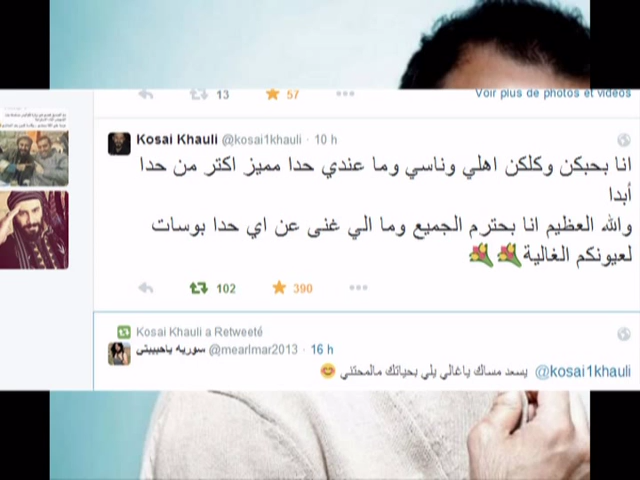 13 57
Voir plus de photos et vidéos
Kosai Khauli @kosai1khauli · 10 h
انا بحبكن وكلكن اهلي وناسي وما عندي حدا مميز اكتر من حدا
أبدا
والله العظيم انا بحترم الجميع وما الي غنى عن اي حدا بوسات
لعيونكم الغالية
102 390
Kosai Khauli a Retweeté
سوريه ياحبيبتي @mearlmar2013 · 16 h
@kosai1khauli يسعد مساك ياغالي يلي بحياتك مالمحتني